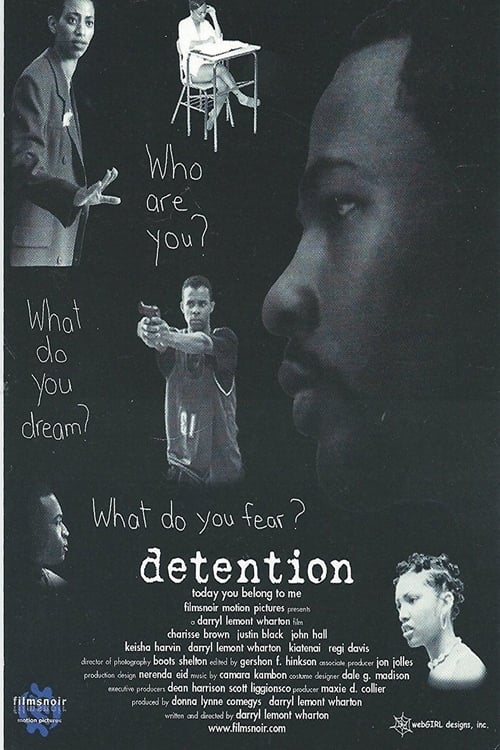 Who
are
you?
What
do
you
dream?
What do you fear?
detention
today you belong to me
filmsnoir motion pictures presents
a darryl lemont wharton film
charisse brown justin black john hall
keisha harvin darryl lemont wharton kiatenai regi davis
director of photography boots shelton edited by gershon f. hinkson associate producer jon jolles
production design nerenda eid music by camara kambon costume designer dale g. madison
executive producers dean harrison scott liggionsco producer maxie d. collier
produced by donna lynne comegys darryl lemont wharton
written and directed by darryl lemont wharton
www.filmsnoir.com
filmsnoir
motion pictures
webGIRL designs, inc.
81